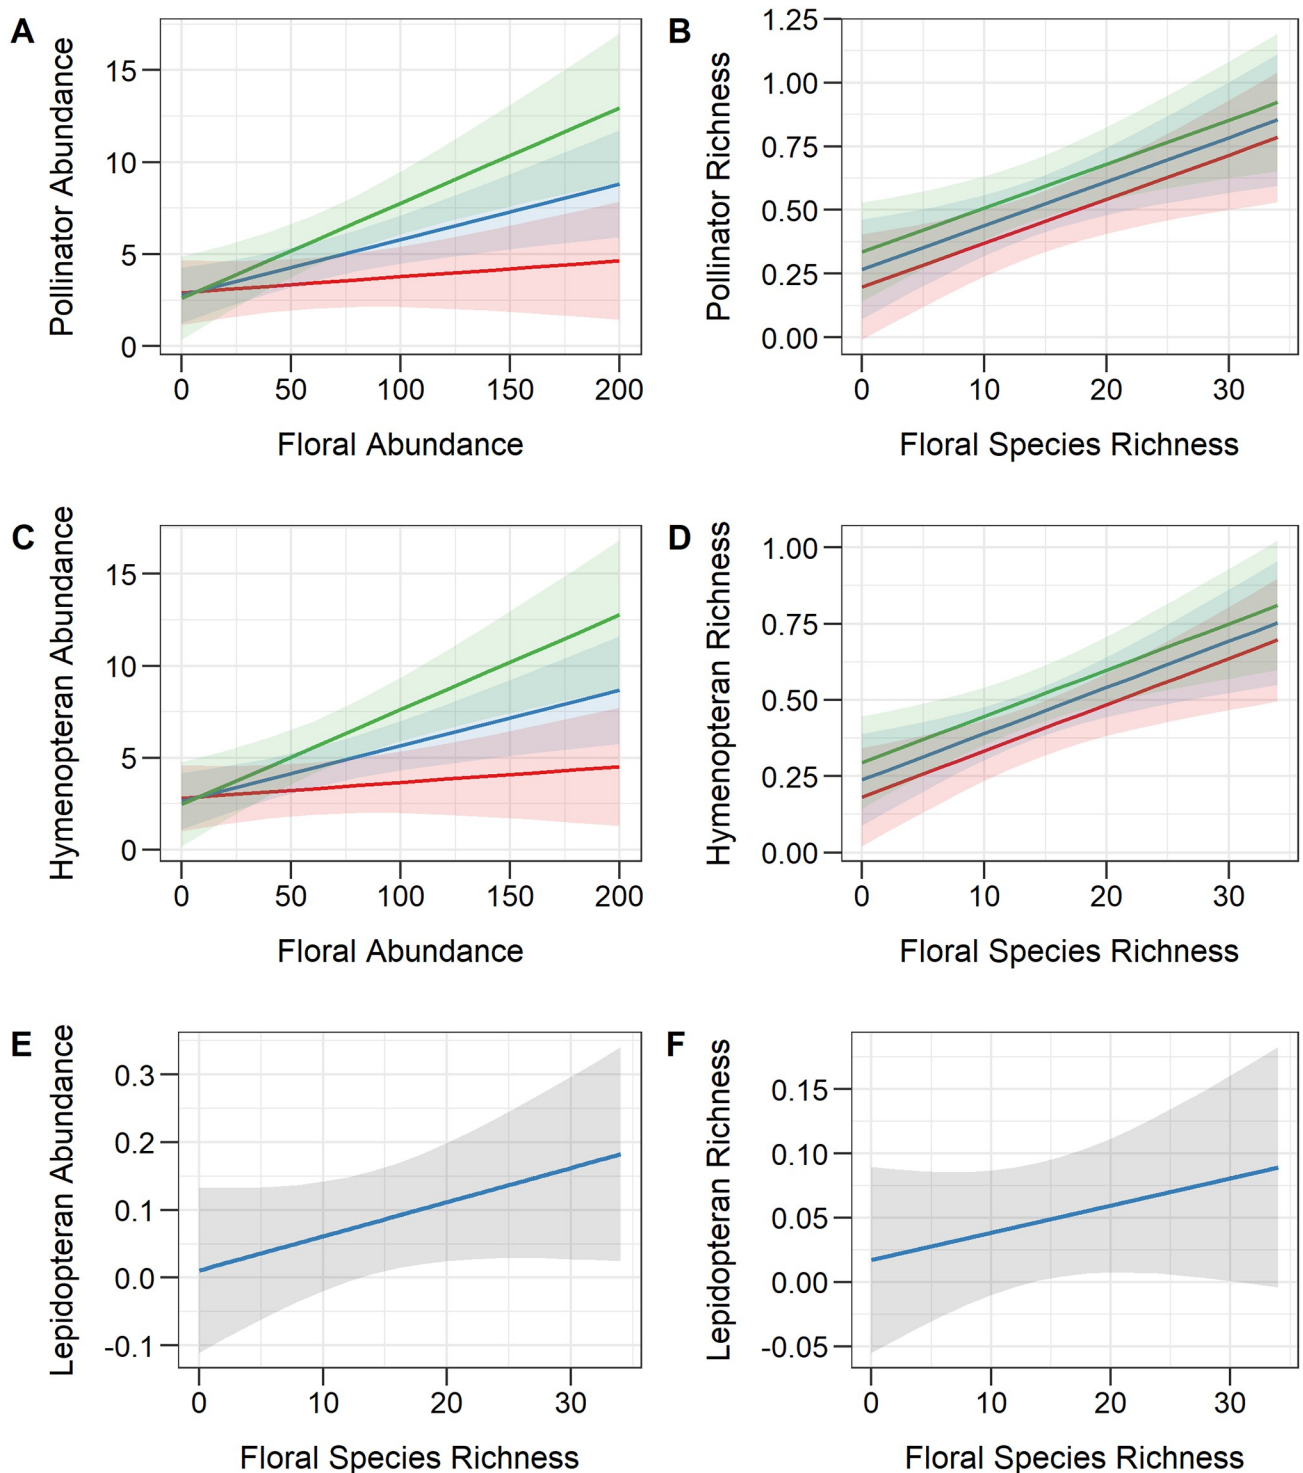 A
Pollinator Abundance
15
10
5
0
0 50 100 150 200
Floral Abundance
B
Pollinator Richness
1.25
1.00
0.75
0.50
0.25
0.00
0 10 20 30
Floral Species Richness
C
Hymenopteran Abundance
15
10
5
0
0 50 100 150 200
Floral Abundance
D
Hymenopteran Richness
1.00
0.75
0.50
0.25
0.00
0 10 20 30
Floral Species Richness
E
Lepidopteran Abundance
0.3
0.2
0.1
0.0
-0.1
0 10 20 30
Floral Species Richness
F
Lepidopteran Richness
0.15
0.10
0.05
0.00
-0.05
0 10 20 30
Floral Species Richness